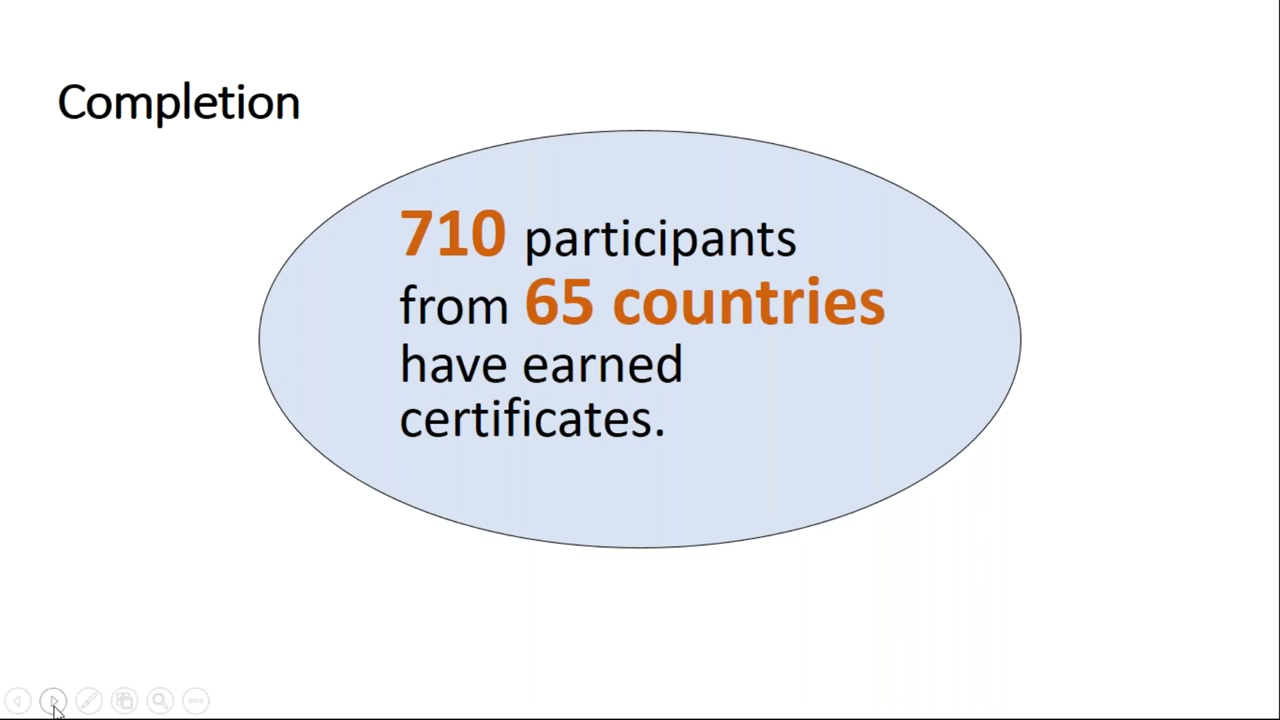 Completion
710 participants
from 65 countries
have earned
certificates.